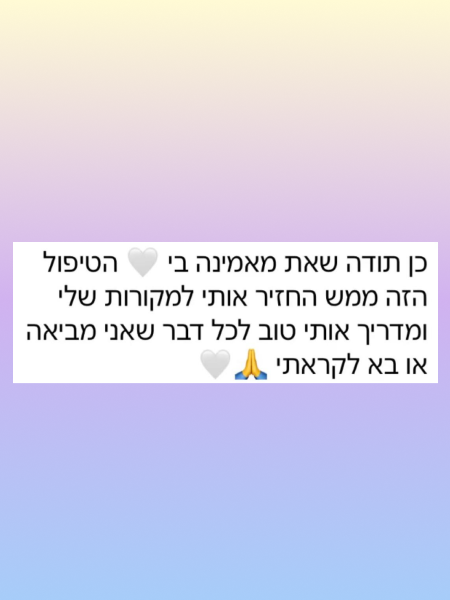 כן תודה שאת מאמינה בי 🤍 הטיפול
הזה ממש החזיר אותי למקורות שלי
ומדריך אותי טוב לכל דבר שאני מביאה
או בא לקראתי 🙏🤍